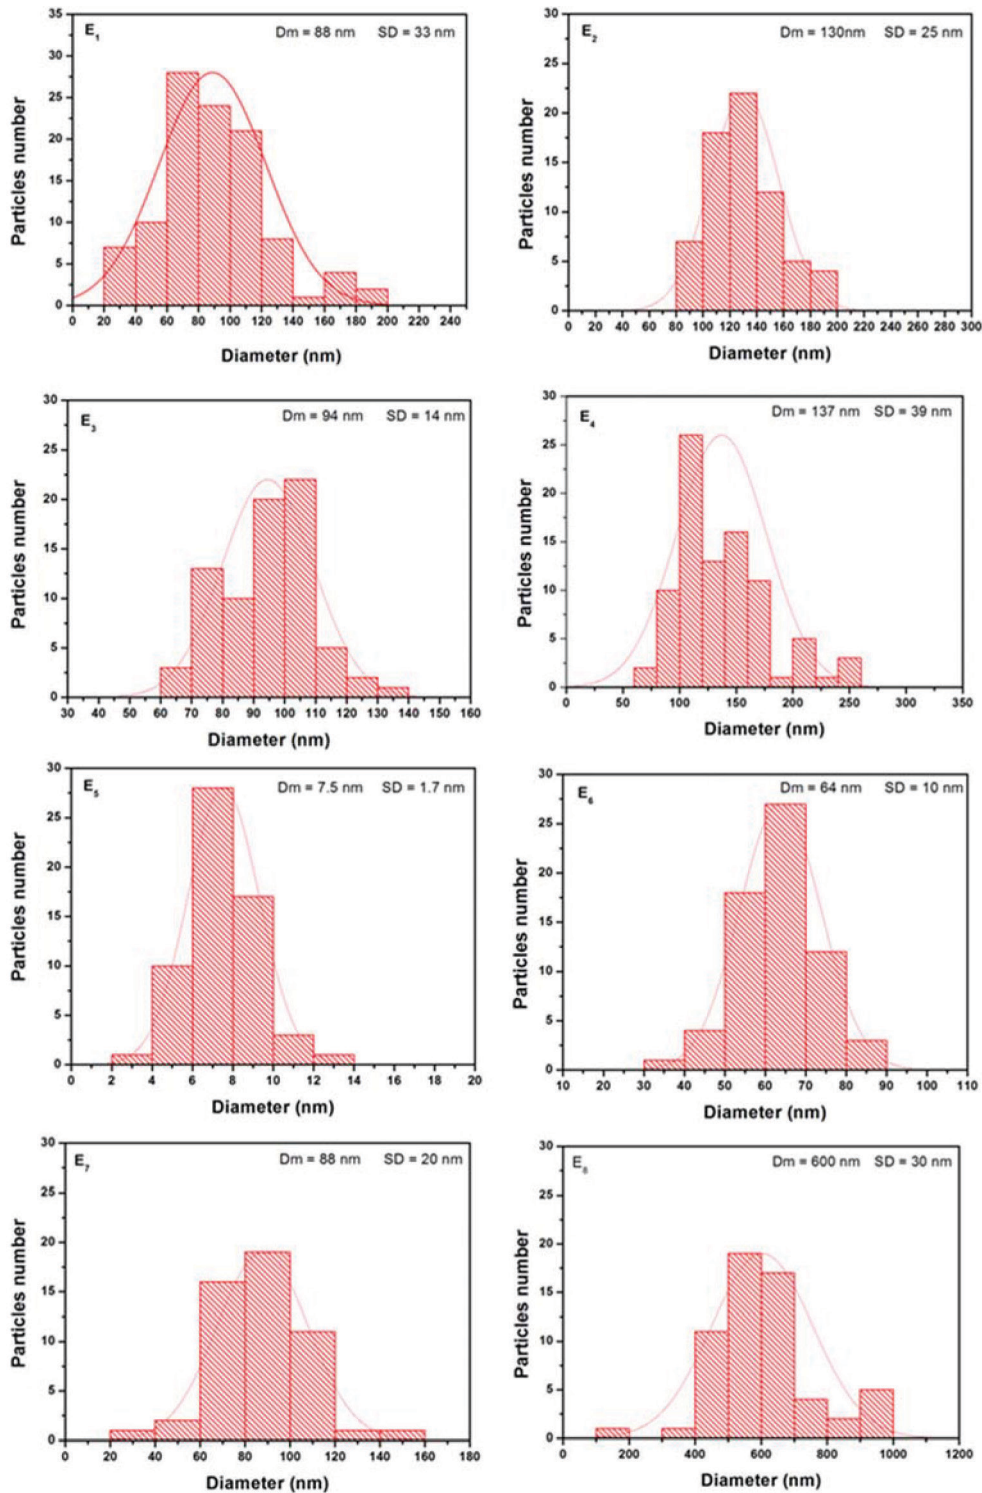 E1 Dm = 88 nm SD = 33 nm
35
30
25
20
15
10
5
0
Particles number
0 20 40 60 80 100 120 140 160 180 200 220 240
Diameter (nm)
E2 Dm = 130nm SD = 25 nm
30
25
20
15
10
5
0
Particles number
0 20 40 60 80 100 120 140 160 180 200 220 240 260 280 300
Diameter (nm)
E3 Dm = 94 nm SD = 14 nm
30
25
20
15
10
5
0
Particles number
30 40 50 60 70 80 90 100 110 120 130 140 150 160
Diameter (nm)
E4 Dm = 137 nm SD = 39 nm
30
25
20
15
10
5
0
Particles number
0 50 100 150 200 250 300 350
Diameter (nm)
E5 Dm = 7.5 nm SD = 1.7 nm
30
25
20
15
10
5
0
Particles number
0 2 4 6 8 10 12 14 16 18 20
Diameter (nm)
E6 Dm = 64 nm SD = 10 nm
30
25
20
15
10
5
0
Particles number
10 20 30 40 50 60 70 80 90 100 110
Diameter (nm)
E7 Dm = 88 nm SD = 20 nm
30
25
20
15
10
5
0
Particles number
0 20 40 60 80 100 120 140 160 180
Diameter (nm)
E8 Dm = 600 nm SD = 30 nm
30
25
20
15
10
5
0
Particles number
0 200 400 600 800 1000 1200
Diameter (nm)